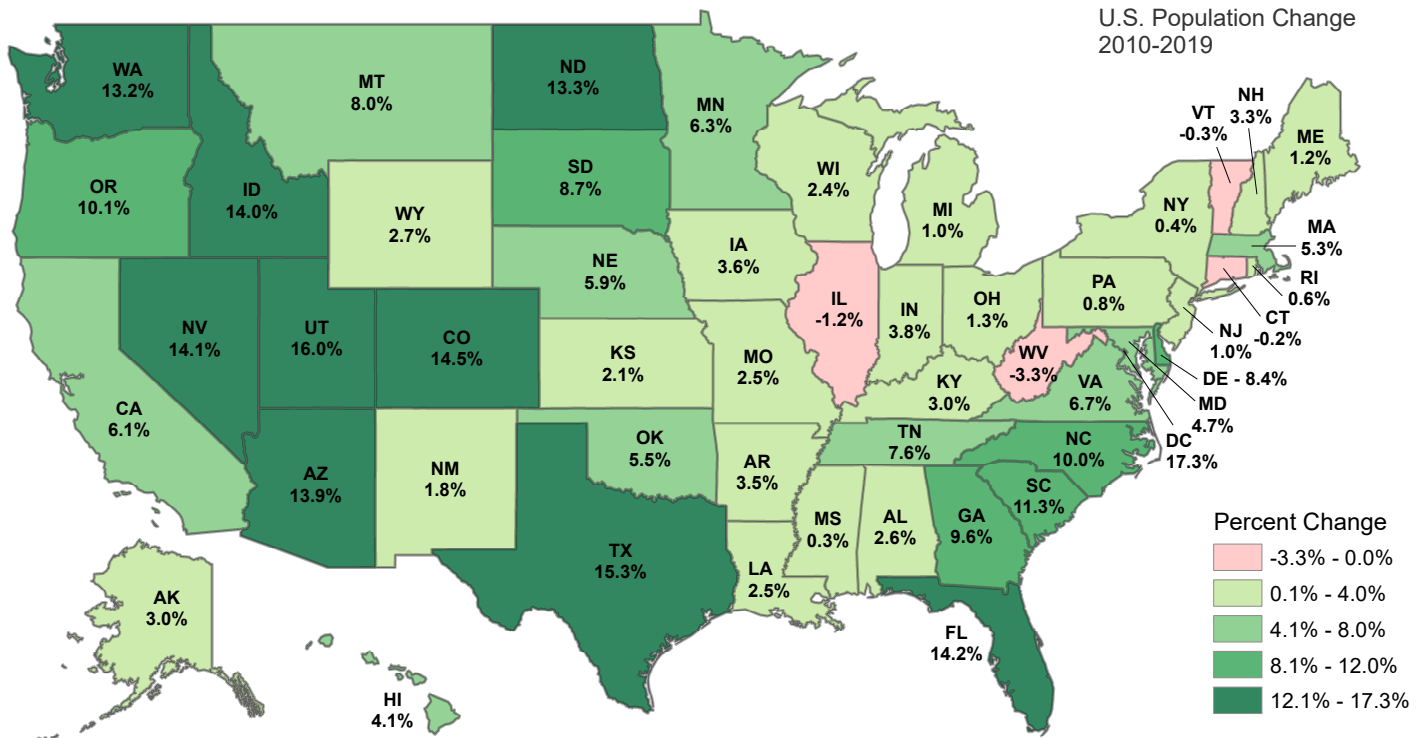 U.S. Population Change
2010-2019
WA
13.2%
MT
8.0%
ND
13.3%
MN
6.3%
VT
-0.3%
NH
3.3%
ME
1.2%
OR
10.1%
ID
14.0%
WY
2.7%
SD
8.7%
WI
2.4%
MI
1.0%
NY
0.4%
MA
5.3%
RI
0.6%
CT
-0.2%
NJ
1.0%
PA
0.8%
NE
5.9%
IA
3.6%
IL
-1.2%
IN
3.8%
OH
1.3%
NV
14.1%
UT
16.0%
CO
14.5%
KS
2.1%
MO
2.5%
KY
3.0%
WV
-3.3%
VA
6.7%
DE - 8.4%
MD
4.7%
DC
17.3%
CA
6.1%
AZ
13.9%
NM
1.8%
OK
5.5%
AR
3.5%
TN
7.6%
NC
10.0%
SC
11.3%
TX
15.3%
LA
2.5%
MS
0.3%
AL
2.6%
GA
9.6%
FL
14.2%
AK
3.0%
HI
4.1%
Percent Change
-3.3% - 0.0%
0.1% - 4.0%
4.1% - 8.0%
8.1% - 12.0%
12.1% - 17.3%